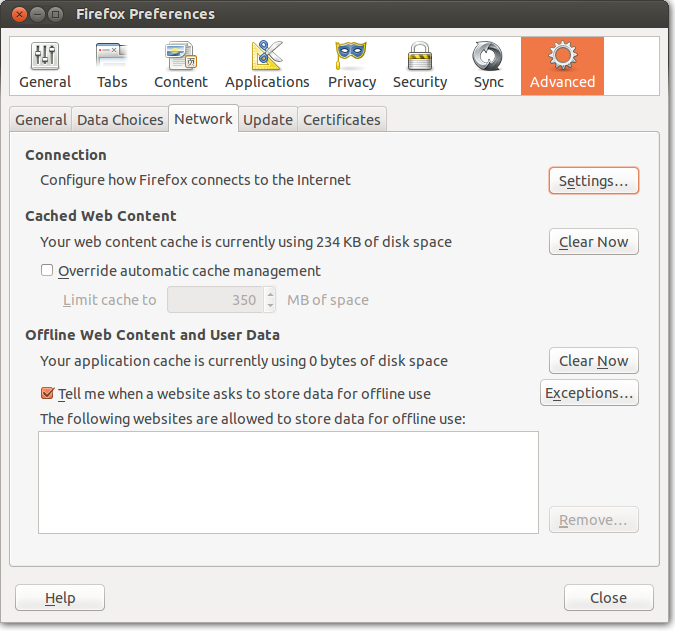 Firefox Preferences
General Tabs Content Applications Privacy Security Sync Advanced
General Data Choices Network Update Certificates
Connection
Configure how Firefox connects to the Internet Settings...
Cached Web Content
Your web content cache is currently using 234 KB of disk space Clear Now
Override automatic cache management
Limit cache to 350 MB of space
Offline Web Content and User Data
Your application cache is currently using 0 bytes of disk space Clear Now
Tell me when a website asks to store data for offline use Exceptions...
The following websites are allowed to store data for offline use:
Remove...
Help Close